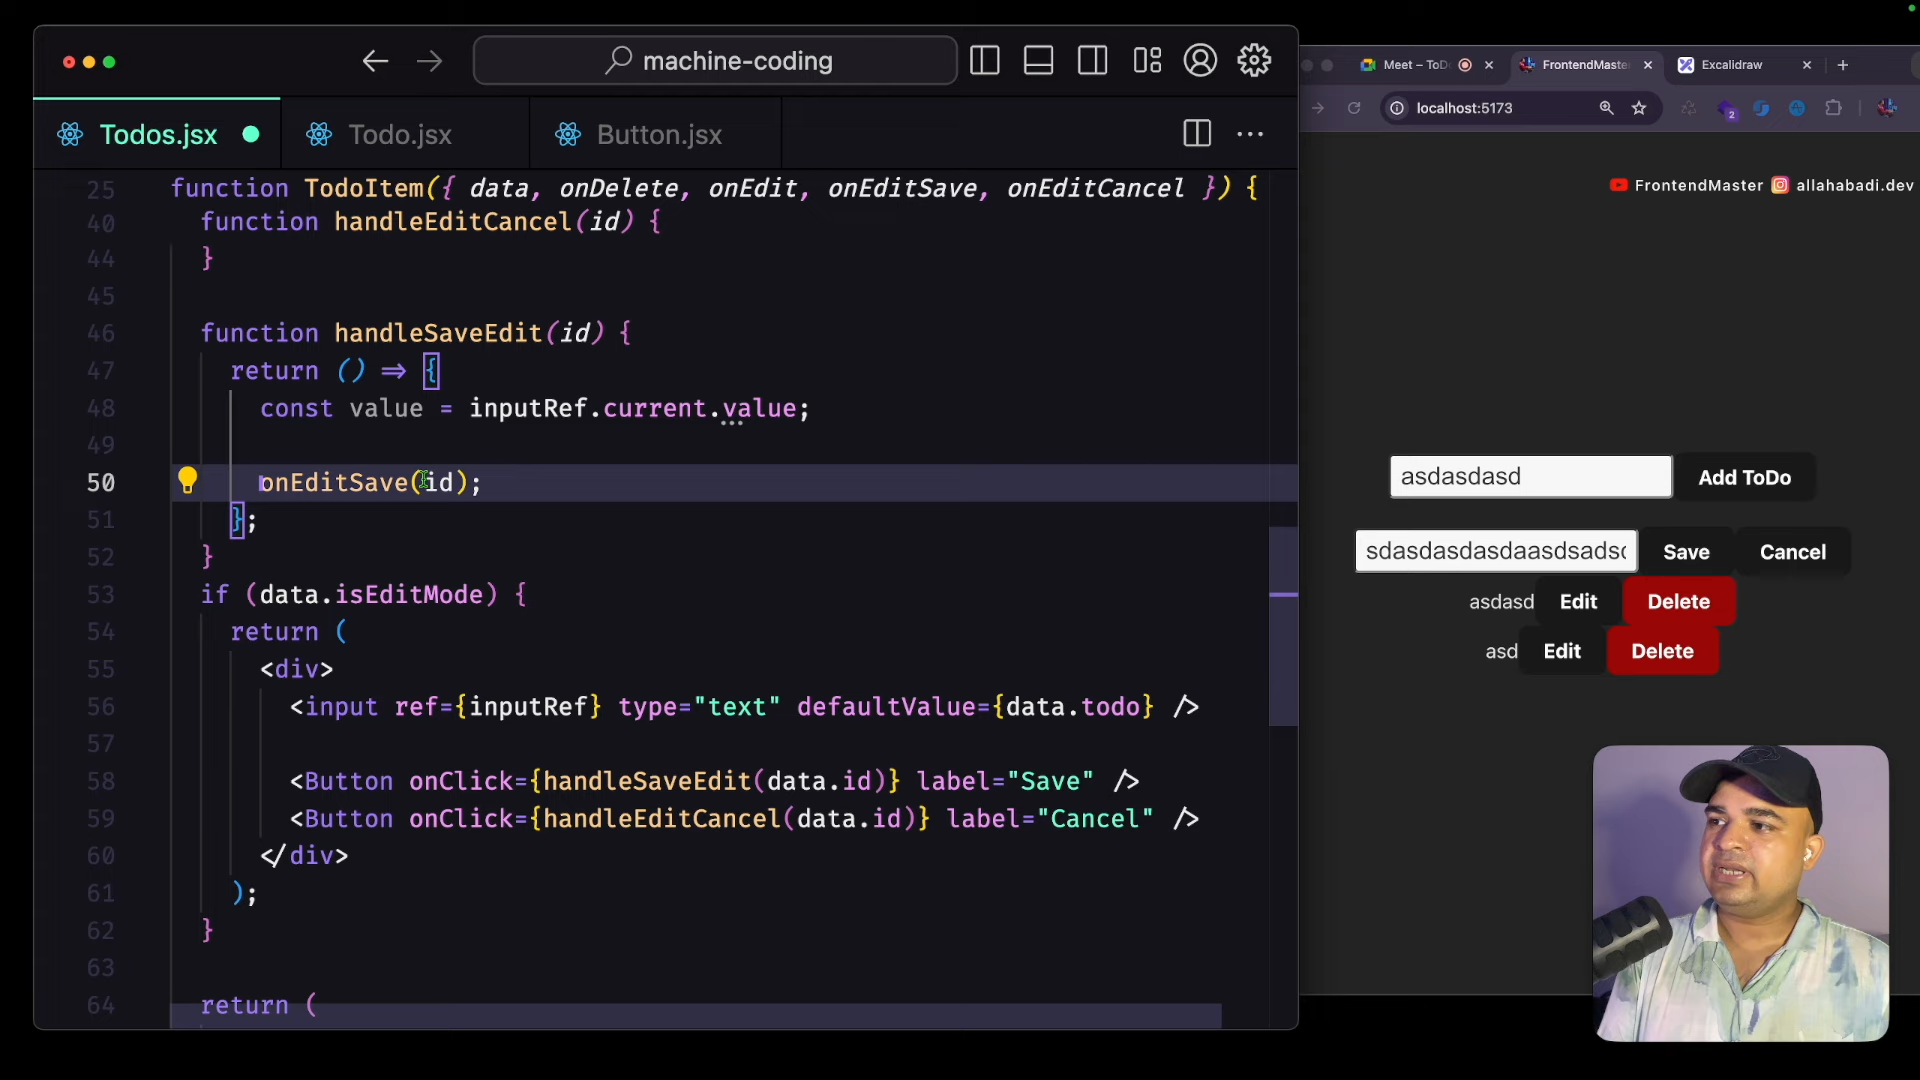 machine-coding
Todos.jsx
Todo.jsx
Button.jsx
25 function TodoItem({ data, onDelete, onEdit, onEditSave, onEditCancel }) {
40 function handleEditCancel(id) {
44 }
45
46 function handleSaveEdit(id) {
47 return () => {
48 const value = inputRef.current.value;
49
50 onEditSave(id);
51 };
52 }
53 if (data.isEditMode) {
54 return (
55 <div>
56 <input ref={inputRef} type="text" defaultValue={data.todo} />
57
58 <Button onClick={handleSaveEdit(data.id)} label="Save" />
59 <Button onClick={handleEditCancel(data.id)} label="Cancel" />
60 </div>
61 );
62 }
63
64 return (
Meet – ToD
FrontendMaster
Excalidraw
localhost:5173
2
FrontendMaster allahabadi.dev
asdasdasd Add ToDo
sdasdasdasdaasdsadsc Save Cancel
asdasd Edit Delete
asd Edit Delete